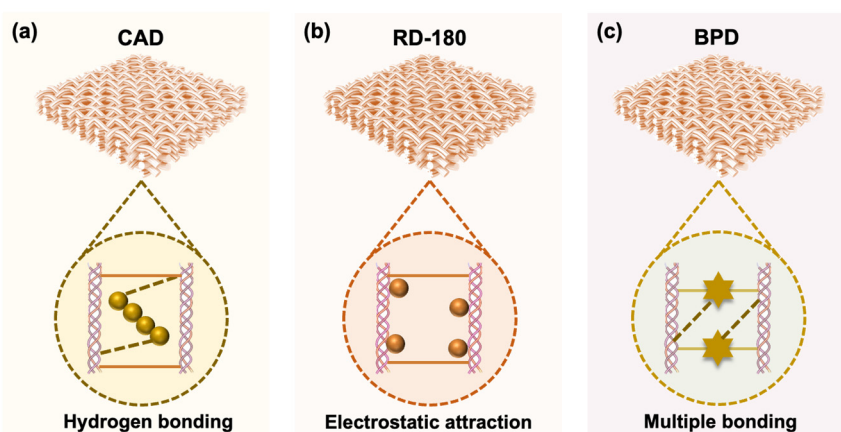 (a) CAD
(b) RD-180
(c) BPD
Hydrogen bonding
Electrostatic attraction
Multiple bonding